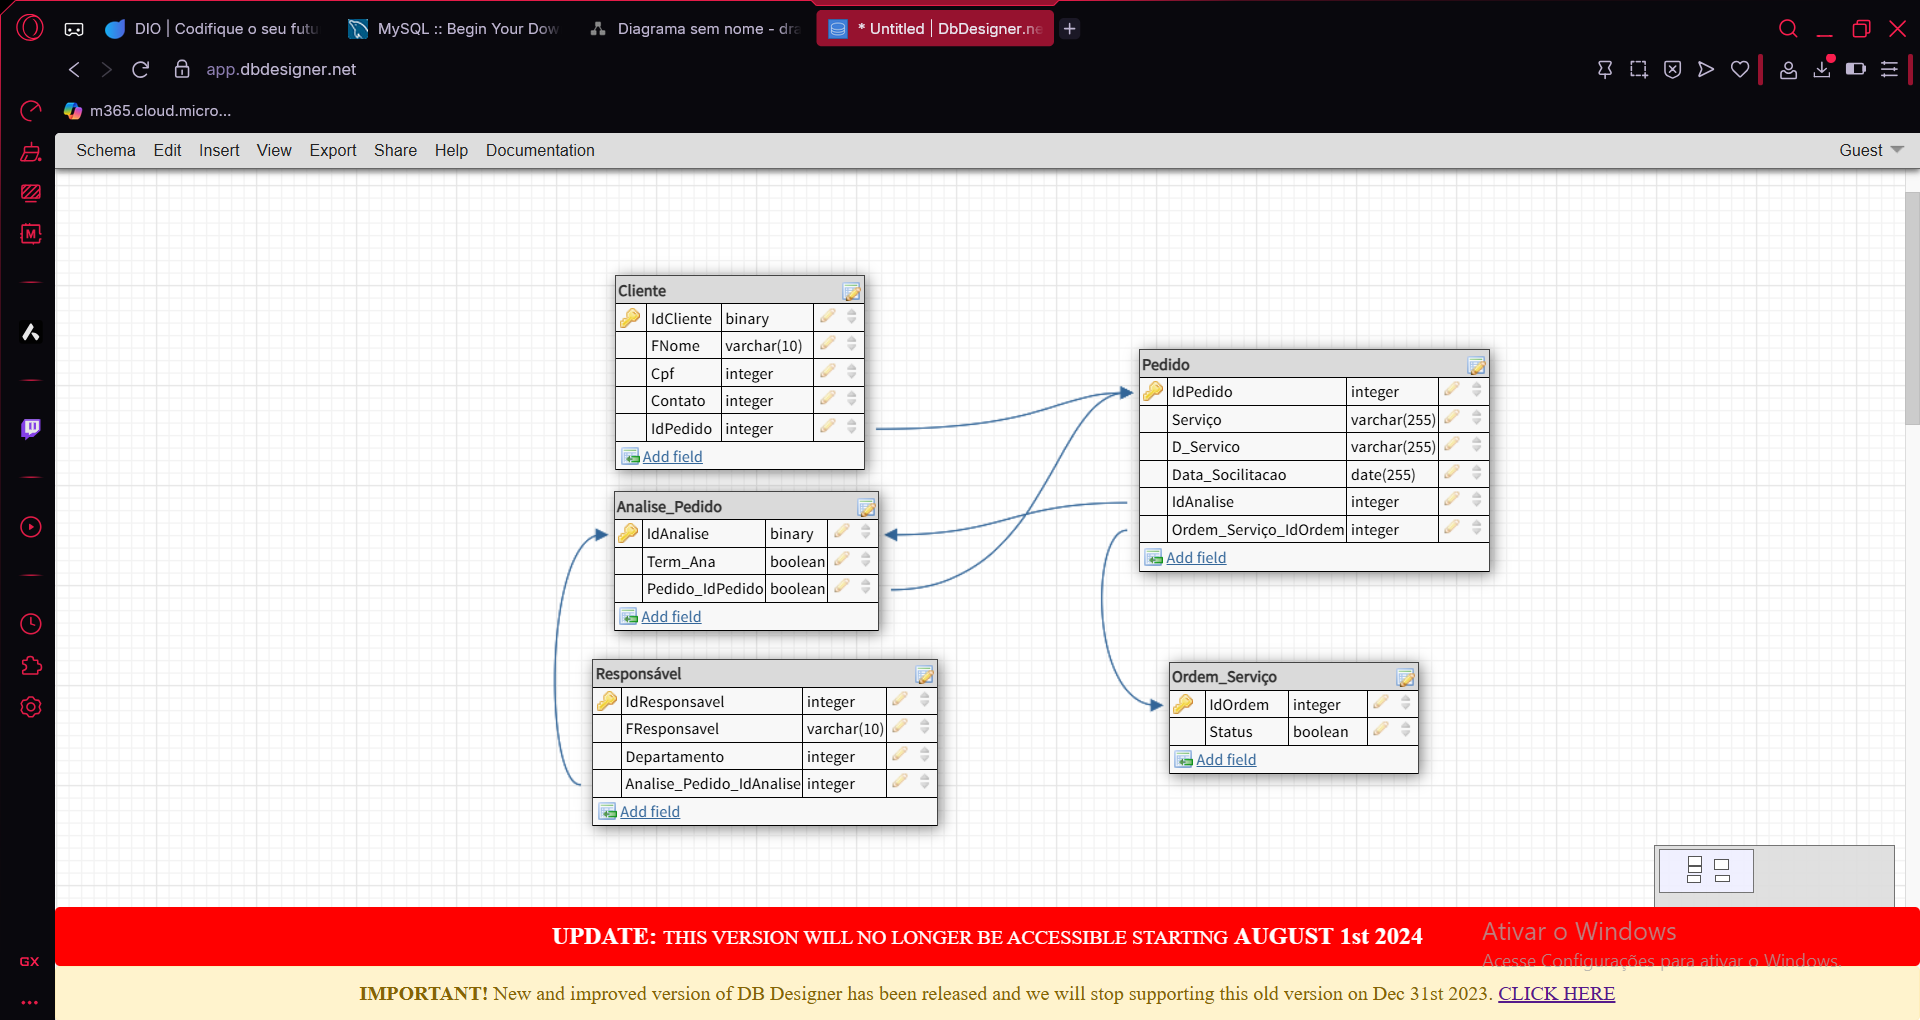 DIO | Codifique o seu futu
MySQL :: Begin Your Dow
Diagrama sem nome - dra
* Untitled | DbDesigner.ne
app.dbdesigner.net
m365.cloud.micro...
Schema Edit Insert View Export Share Help Documentation Guest
Cliente
IdCliente binary
FNome varchar(10)
Cpf integer
Contato integer
IdPedido integer
Add field
Pedido
IdPedido integer
Serviço varchar(255)
D_Servico varchar(255)
Data_Socilitacao date(255)
IdAnalise integer
Ordem_Serviço_IdOrdem integer
Add field
Analise_Pedido
IdAnalise binary
Term_Ana boolean
Pedido_IdPedido boolean
Add field
Responsável
IdResponsavel integer
FResponsavel varchar(10)
Departamento integer
Analise_Pedido_IdAnalise integer
Add field
Ordem_Serviço
IdOrdem integer
Status boolean
Add field
UPDATE: THIS VERSION WILL NO LONGER BE ACCESSIBLE STARTING AUGUST 1st 2024
Ativar o Windows
Acesse Configurações para ativar o Windows.
GX
IMPORTANT! New and improved version of DB Designer has been released and we will stop supporting this old version on Dec 31st 2023. CLICK HERE